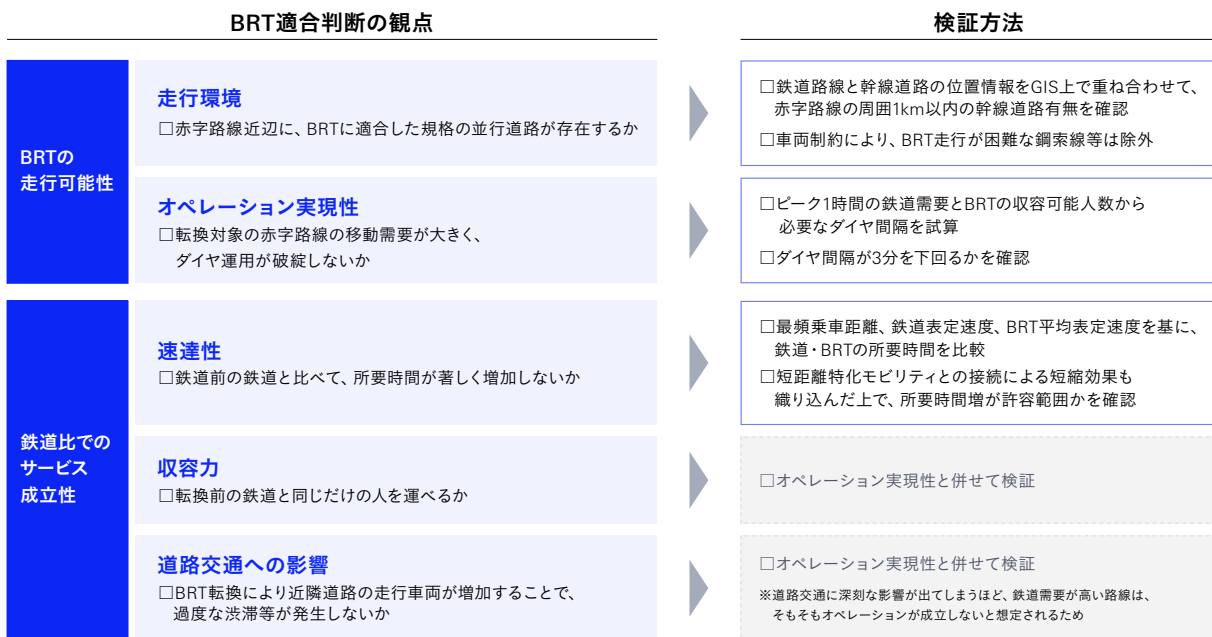 BRT適合判断の観点
検証方法
BRTの
走行可能性
走行環境
□赤字路線近辺に、BRTに適合した規格の並行道路が存在するか
□鉄道路線と幹線道路の位置情報をGIS上で重ね合わせて、
赤字路線の周囲1km以内の幹線道路有無を確認
□車両制約により、BRT走行が困難な鋼索線等は除外
オペレーション実現性
□転換対象の赤字路線の移動需要が大きく、
ダイヤ運用が破綻しないか
□ピーク1時間の鉄道需要とBRTの収容可能人数から
必要なダイヤ間隔を試算
□ダイヤ間隔が3分を下回るかを確認
鉄道比での
サービス
成立性
速達性
□鉄道前の鉄道と比べて、所要時間が著しく増加しないか
□最頻乗車距離、鉄道表定速度、BRT平均表定速度を基に、
鉄道・BRTの所要時間を比較
□短距離特化モビリティとの接続による短縮効果も
織り込んだ上で、所要時間増が許容範囲かを確認
収容力
□転換前の鉄道と同じだけの人を運べるか
□オペレーション実現性と併せて検証
道路交通への影響
□BRT転換により近隣道路の走行車両が増加することで、
過度な渋滞等が発生しないか
□オペレーション実現性と併せて検証
※道路交通に深刻な影響が出てしまうほど、鉄道需要が高い路線は、
そもそもオペレーションが成立しないと想定されるため